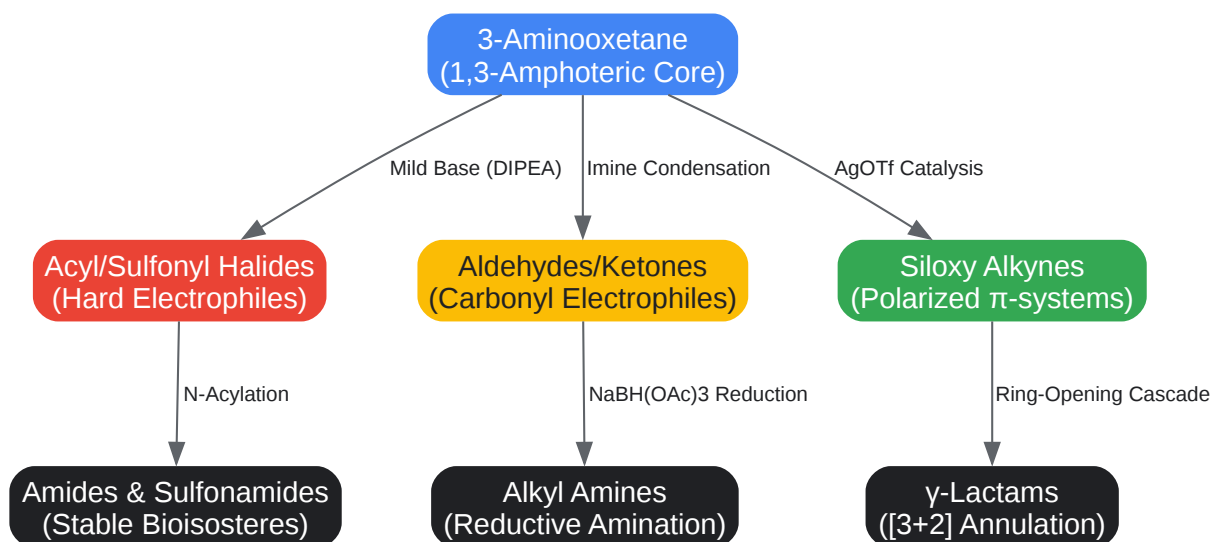 3-Aminooxetane
(1,3-Amphoteric Core)
Mild Base (DIPEA)
Imine Condensation
AgOTf Catalysis
Acyl/Sulfonyl Halides
(Hard Electrophiles)
Aldehydes/Ketones
(Carbonyl Electrophiles)
Siloxy Alkynes
(Polarized π-systems)
N-Acylation
NaBH(OAc)3 Reduction
Ring-Opening Cascade
Amides & Sulfonamides
(Stable Bioisosteres)
Alkyl Amines
(Reductive Amination)
γ-Lactams
([3+2] Annulation)